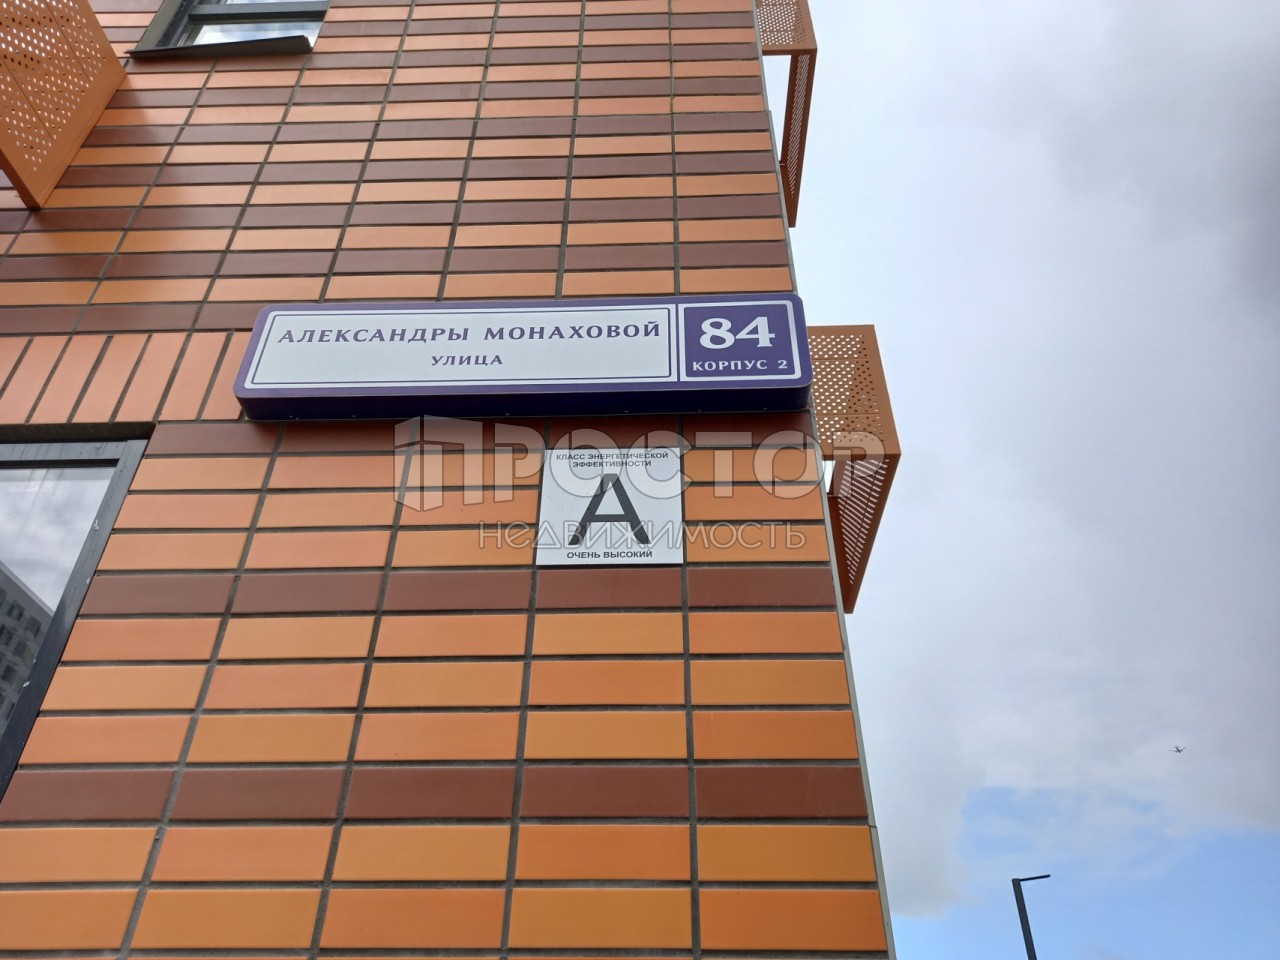 АЛЕКСАНДРЫ МОНАХОВОЙ
УЛИЦА
84
КОРПУС 2
ПРОСТОР
НЕДВИЖИМОСТЬ
КЛАСС ЭНЕРГЕТИЧЕСКОЙ
ЭФФЕКТИВНОСТИ
А
ОЧЕНЬ ВЫСОКИЙ